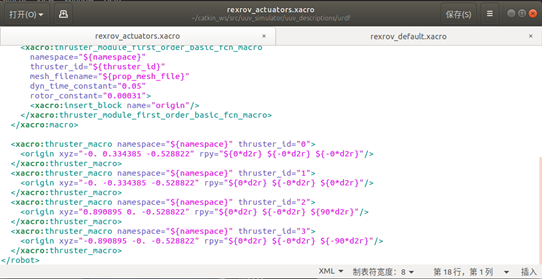 打开(O)
rexrov_actuators.xacro
~/catkin_ws/src/uuv_simulator/uuv_descriptions/urdf
保存(S)
rexrov_actuators.xacro
rexrov_default.xacro
<xacro:thruster_module_first_order_basic_fcn_macro
namespace="${namespace}"
thruster_id="${thruster_id}"
mesh_filename="${prop_mesh_file}"
dyn_time_constant="0.05"
rotor_constant="0.00031">
<xacro:insert_block name="origin"/>
</xacro:thruster_module_first_order_basic_fcn_macro>
</xacro:macro>
<xacro:thruster_macro namespace="${namespace}" thruster_id="0">
<origin xyz="-0. 0.334385 -0.528822" rpy="${0*d2r} ${-0*d2r} ${-0*d2r}"/>
</xacro:thruster_macro>
<xacro:thruster_macro namespace="${namespace}" thruster_id="1">
<origin xyz="-0. -0.334385 -0.528822" rpy="${0*d2r} ${-0*d2r} ${0*d2r}"/>
</xacro:thruster_macro>
<xacro:thruster_macro namespace="${namespace}" thruster_id="2">
<origin xyz="0.890895 0. -0.528822" rpy="${0*d2r} ${-0*d2r} ${90*d2r}"/>
</xacro:thruster_macro>
<xacro:thruster_macro namespace="${namespace}" thruster_id="3">
<origin xyz="-0.890895 -0. -0.528822" rpy="${0*d2r} ${-0*d2r} ${-90*d2r}"/>
</xacro:thruster_macro>
</robot>
XML 制表符宽度：8 第 18 行，第 1 列 插入